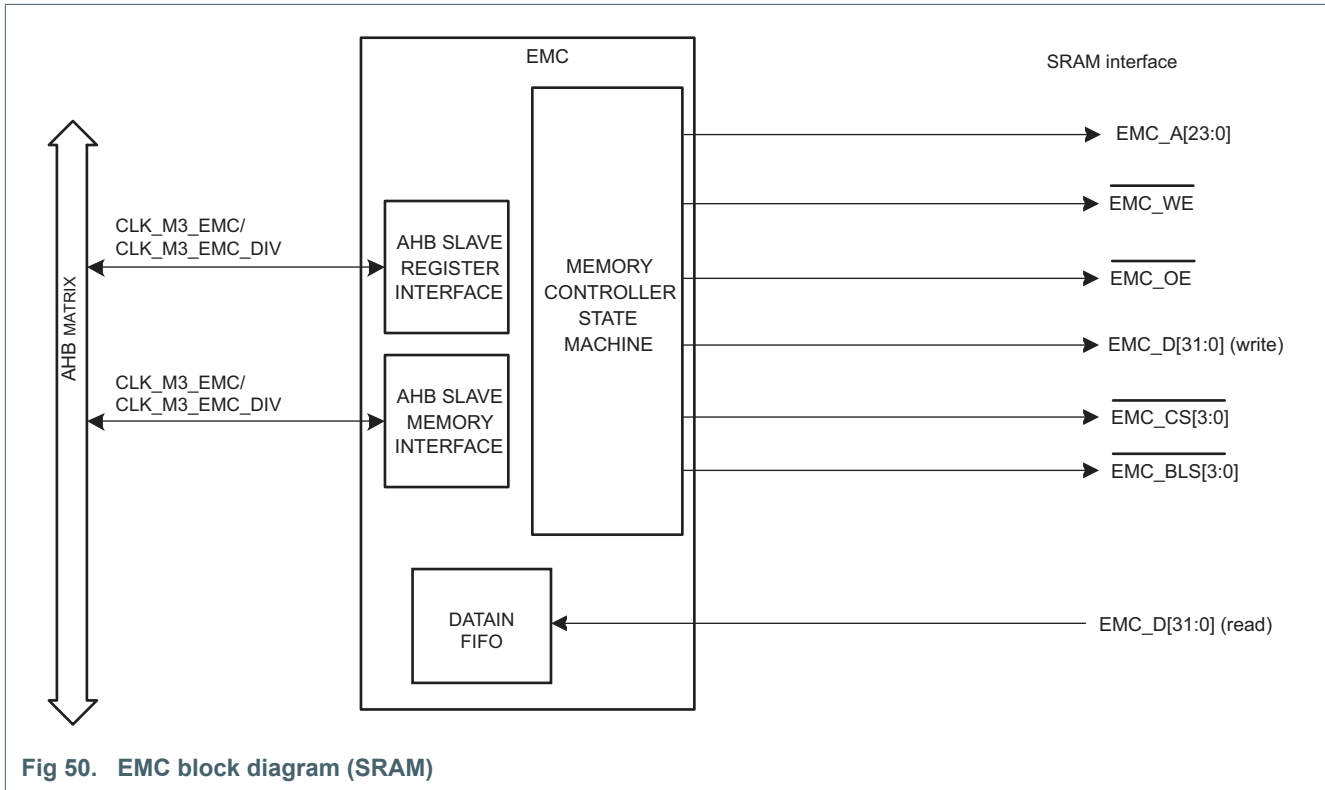 EMC
SRAM interface
EMC_A[23:0]
EMC_WE
EMC_OE
EMC_D[31:0] (write)
EMC_CS[3:0]
EMC_BLS[3:0]
EMC_D[31:0] (read)
AHB MATRIX
CLK_M3_EMC/
CLK_M3_EMC_DIV
CLK_M3_EMC/
CLK_M3_EMC_DIV
AHB SLAVE
REGISTER
INTERFACE
AHB SLAVE
MEMORY
INTERFACE
MEMORY
CONTROLLER
STATE
MACHINE
DATAIN
FIFO
Fig 50. EMC block diagram (SRAM)